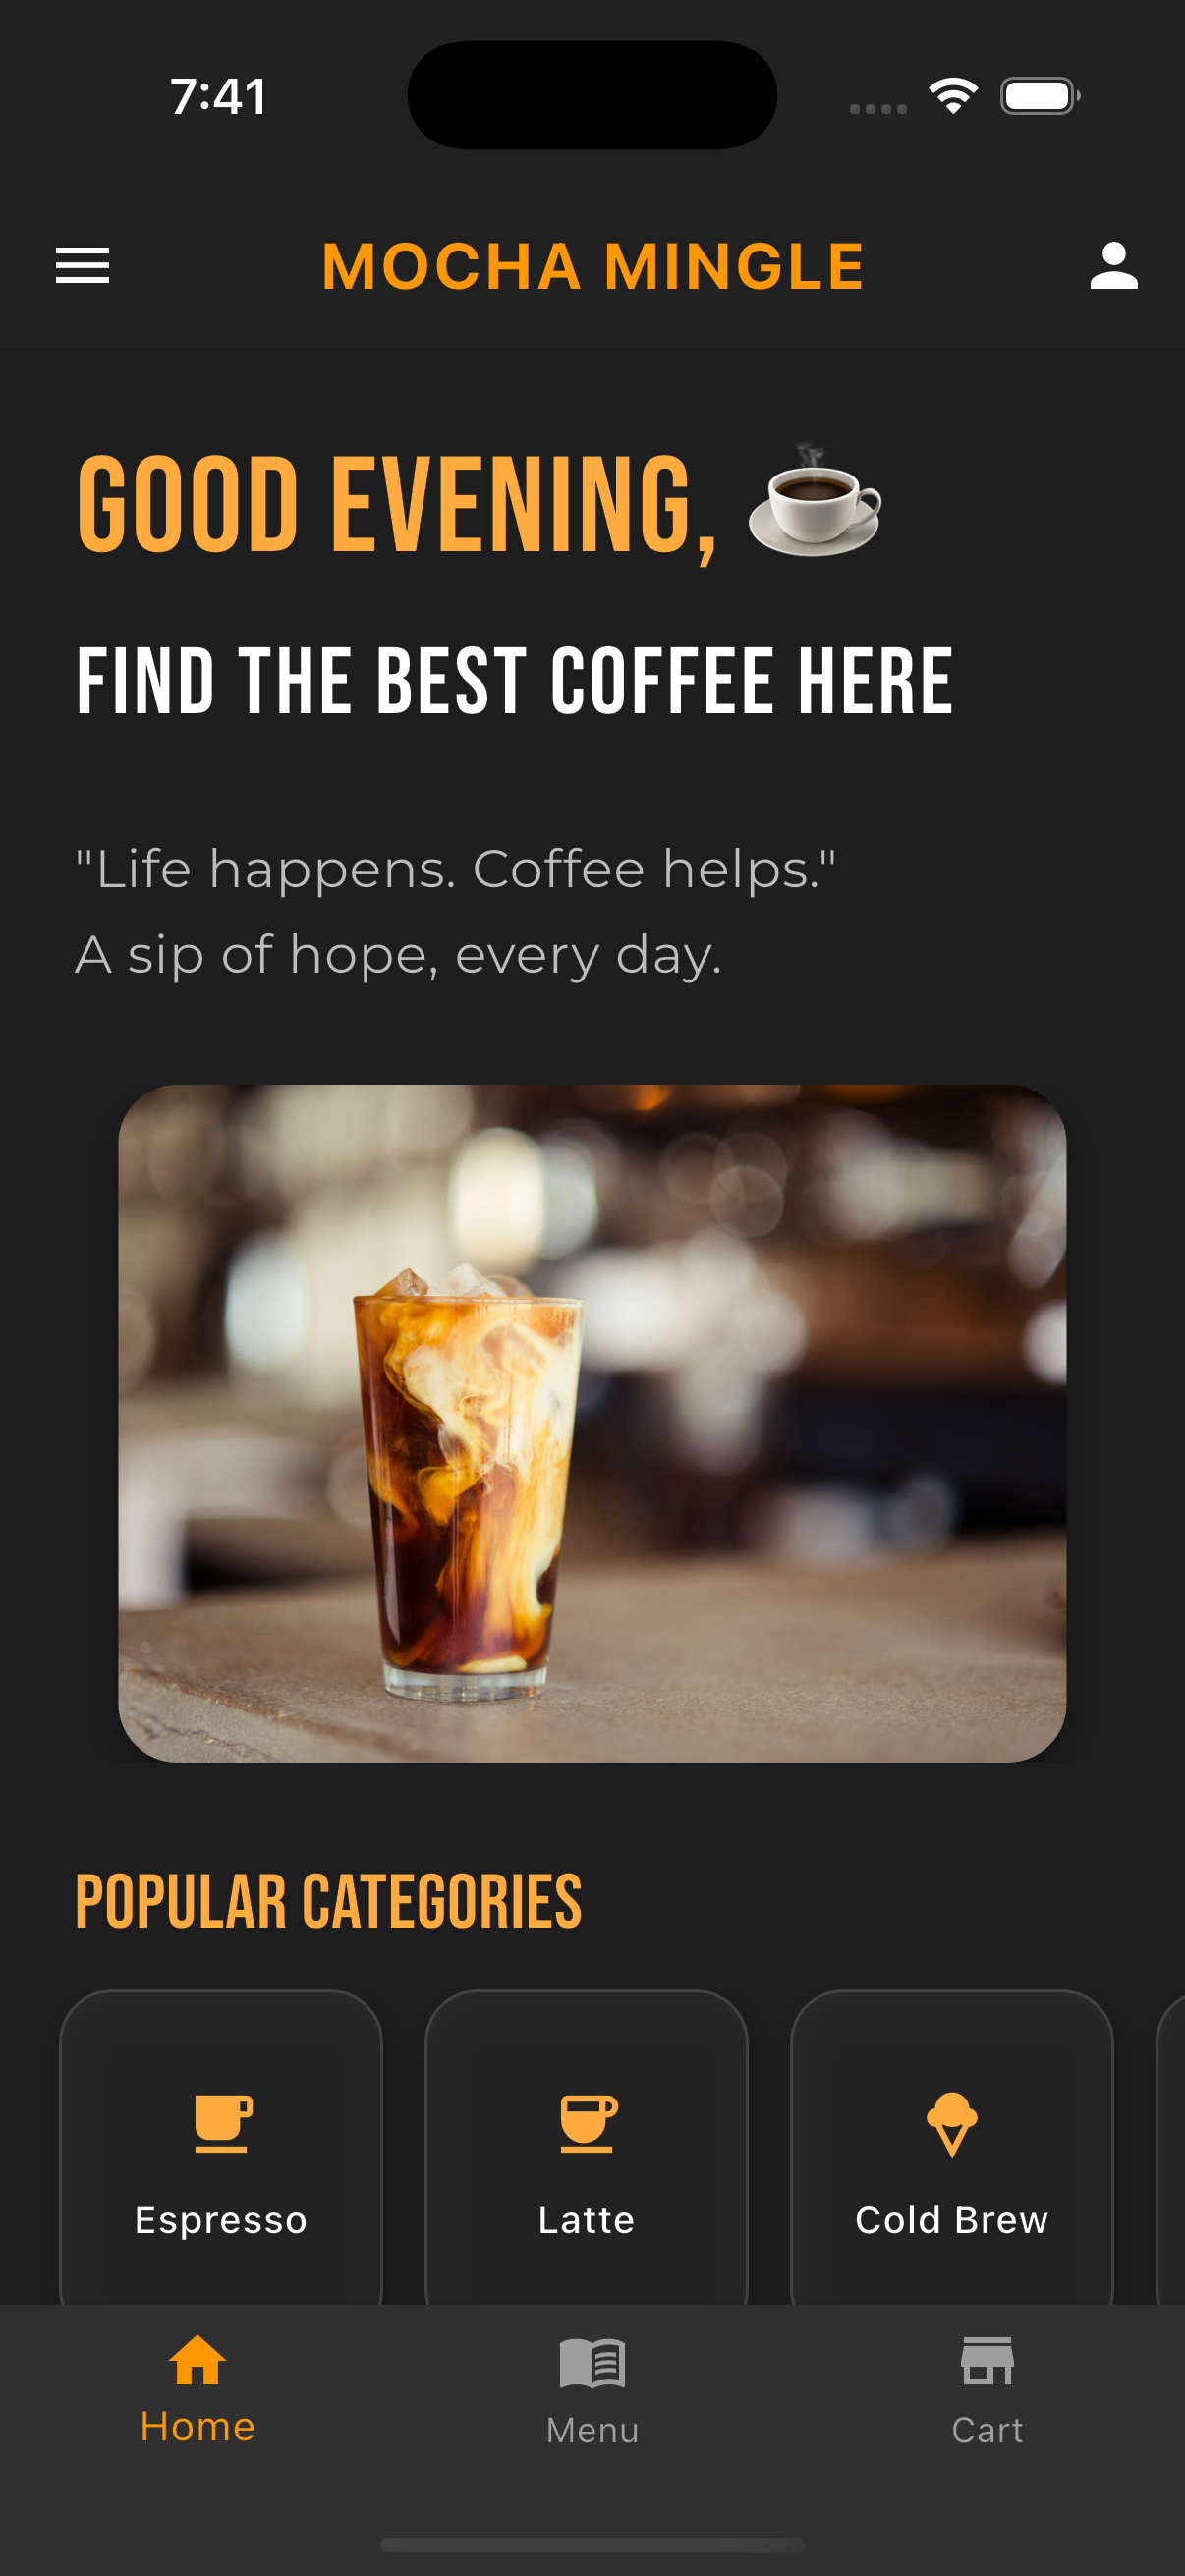 7:41
MOCHA MINGLE
GOOD EVENING, ☕
FIND THE BEST COFFEE HERE
"Life happens. Coffee helps."
A sip of hope, every day.
POPULAR CATEGORIES
Espresso
Latte
Cold Brew
Home
Menu
Cart